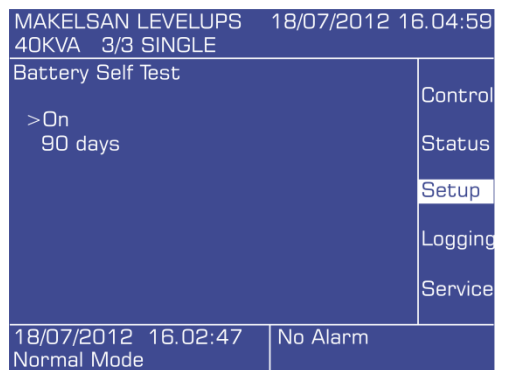 MAKELSAN LEVELUPS 18/07/2012 16.04:59
40KVA 3/3 SINGLE
Battery Self Test
>On
90 days
Control
Status
Setup
Logging
Service
18/07/2012 16.02:47 No Alarm
Normal Mode